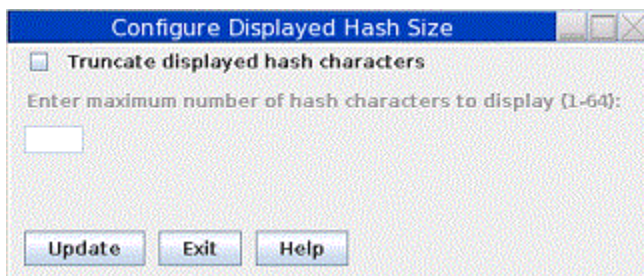 Configure Displayed Hash Size
Truncate displayed hash characters
Enter maximum number of hash characters to display (1-64):
Update Exit Help